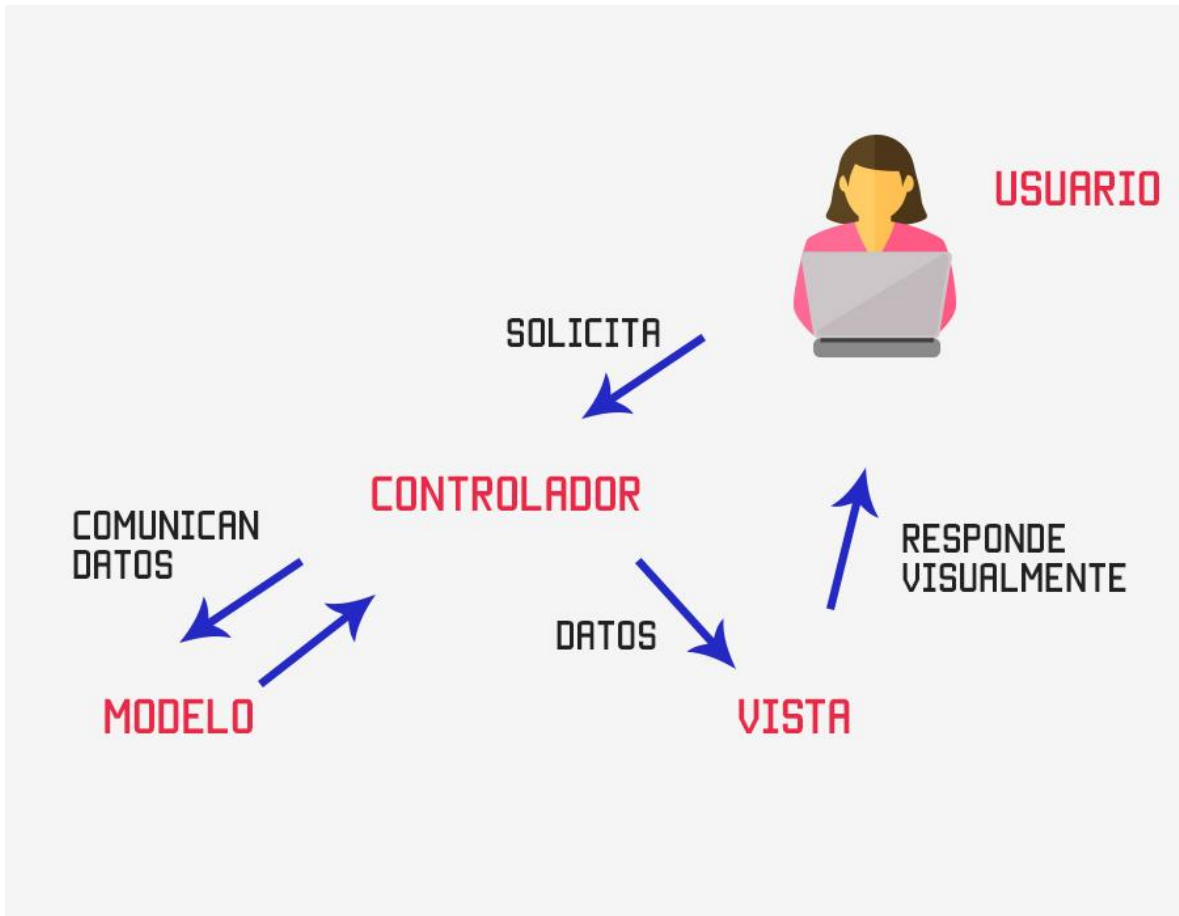 USUARIO
SOLICITA
CONTROLADOR
COMUNICAN
DATOS
RESPONDE
VISUALMENTE
DATOS
MODELO
VISTA